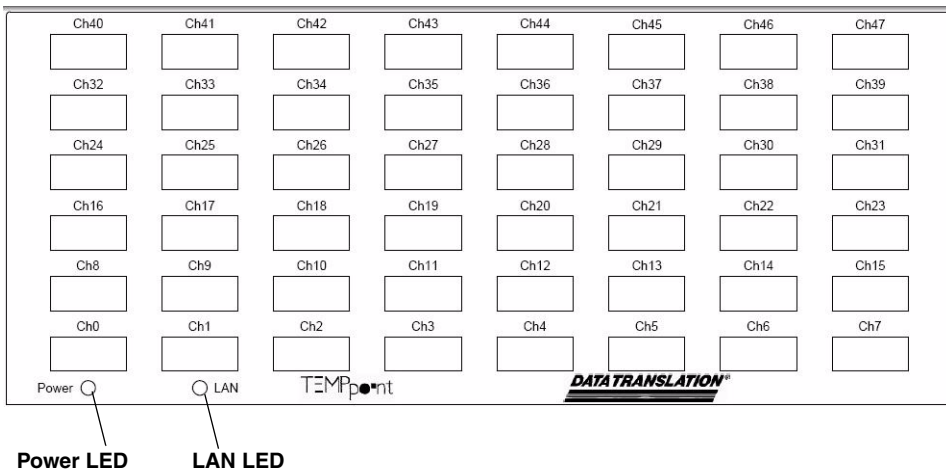 Ch40 Ch41 Ch42 Ch43 Ch44 Ch45 Ch46 Ch47
Ch32 Ch33 Ch34 Ch35 Ch36 Ch37 Ch38 Ch39
Ch24 Ch25 Ch26 Ch27 Ch28 Ch29 Ch30 Ch31
Ch16 Ch17 Ch18 Ch19 Ch20 Ch21 Ch22 Ch23
Ch8 Ch9 Ch10 Ch11 Ch12 Ch13 Ch14 Ch15
Ch0 Ch1 Ch2 Ch3 Ch4 Ch5 Ch6 Ch7
Power LAN TEMPpoint DATA TRANSLATION®
Power LED LAN LED